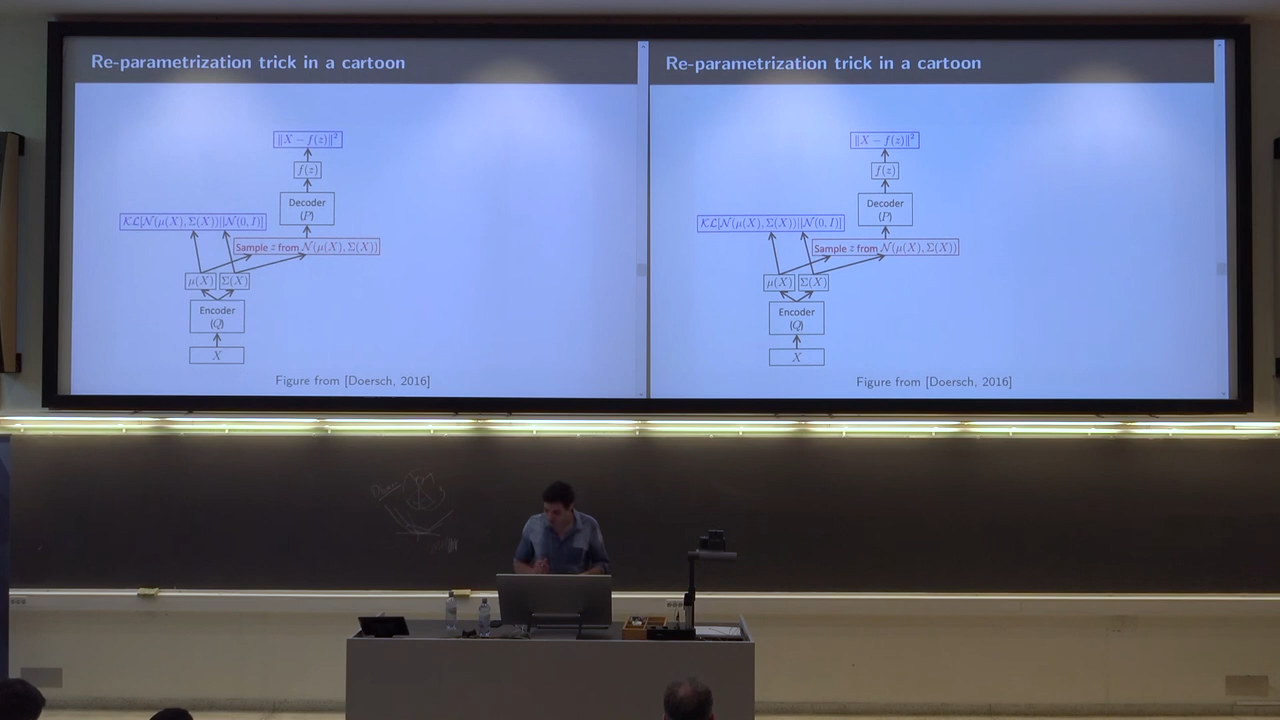 Re-parametrization trick in a cartoon
‖X − f(z)‖²
f(z)
Decoder
(P)
𝒦ℒ[𝒩(μ(X), Σ(X))||𝒩(0, I)]
Sample z from 𝒩(μ(X), Σ(X))
μ(X) Σ(X)
Encoder
(Q)
X
Figure from [Doersch, 2016]
Re-parametrization trick in a cartoon
‖X − f(z)‖²
f(z)
Decoder
(P)
𝒦ℒ[𝒩(μ(X), Σ(X))||𝒩(0, I)]
Sample z from 𝒩(μ(X), Σ(X))
μ(X) Σ(X)
Encoder
(Q)
X
Figure from [Doersch, 2016]